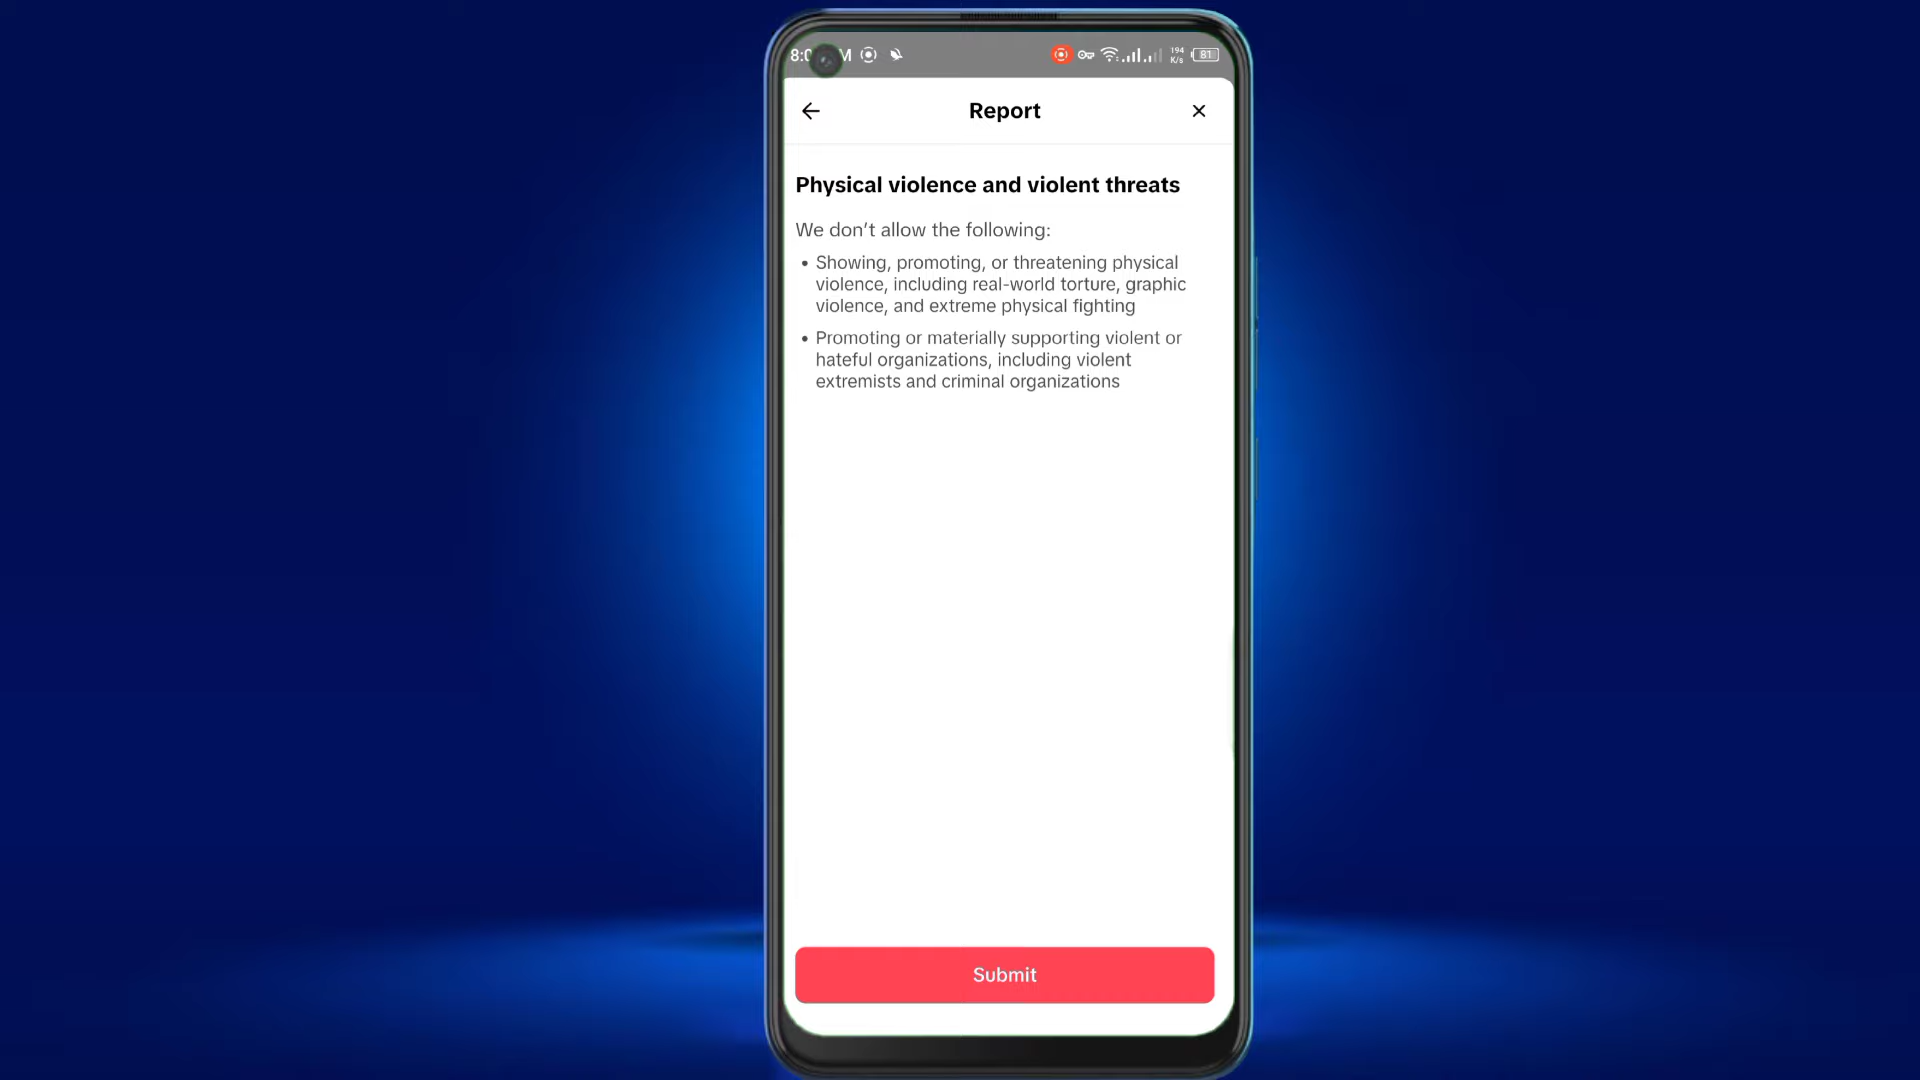 194
K/s
81
Report
Physical violence and violent threats
We don’t allow the following:
• Showing, promoting, or threatening physical
violence, including real-world torture, graphic
violence, and extreme physical fighting
• Promoting or materially supporting violent or
hateful organizations, including violent
extremists and criminal organizations
Submit